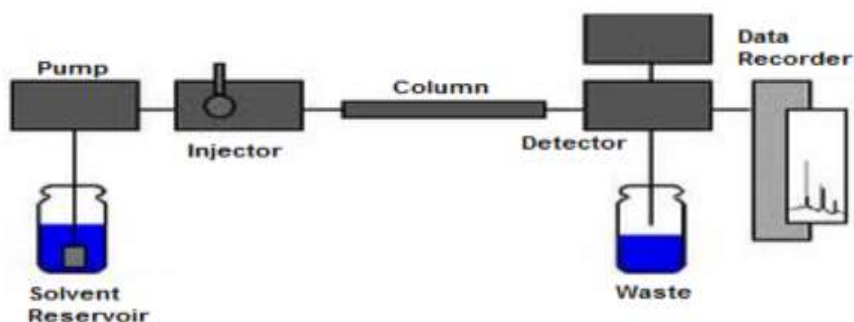 Pump
Injector
Column
Detector
Data
Recorder
Solvent
Reservoir
Waste